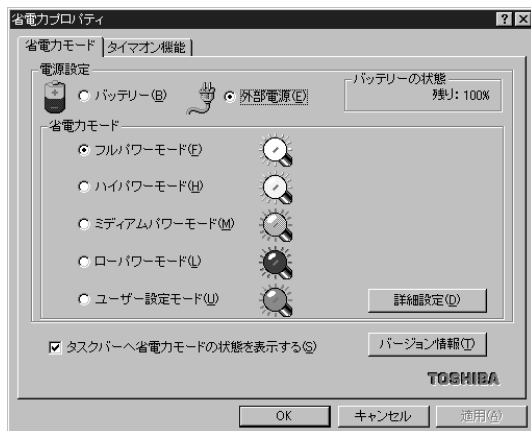 省電力プロパティ
省電力モード タイマオン機能
電源設定
バッテリー(B) 外部電源(E)
バッテリーの状態
残り: 100%
省電力モード
フルパワーモード(F)
ハイパワーモード(H)
ミディアムパワーモード(M)
ローパワーモード(L)
ユーザー設定モード(U)
詳細設定(D)
タスクバーへ省電力モードの状態を表示する(S)
バージョン情報(T)
TOSHIBA
OK キャンセル 適用(A)